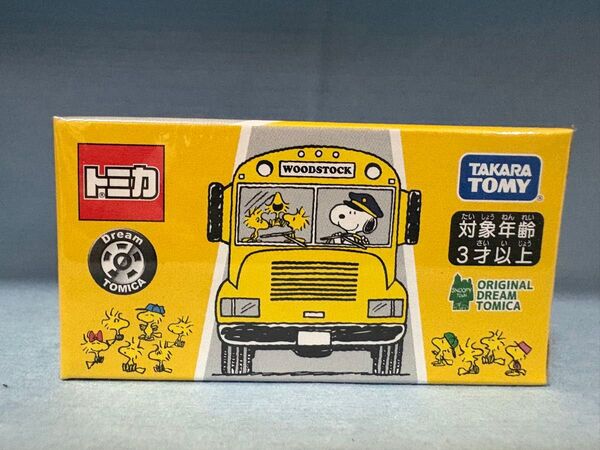 トミカ
®
Dream
TOMICA
WOODSTOCK
TAKARA
TOMY®
たい しょう ねん れい
対象年齢
さい い じょう
3才以上
SNOOPY
TOWN
ORIGINAL
DREAM
TOMICA